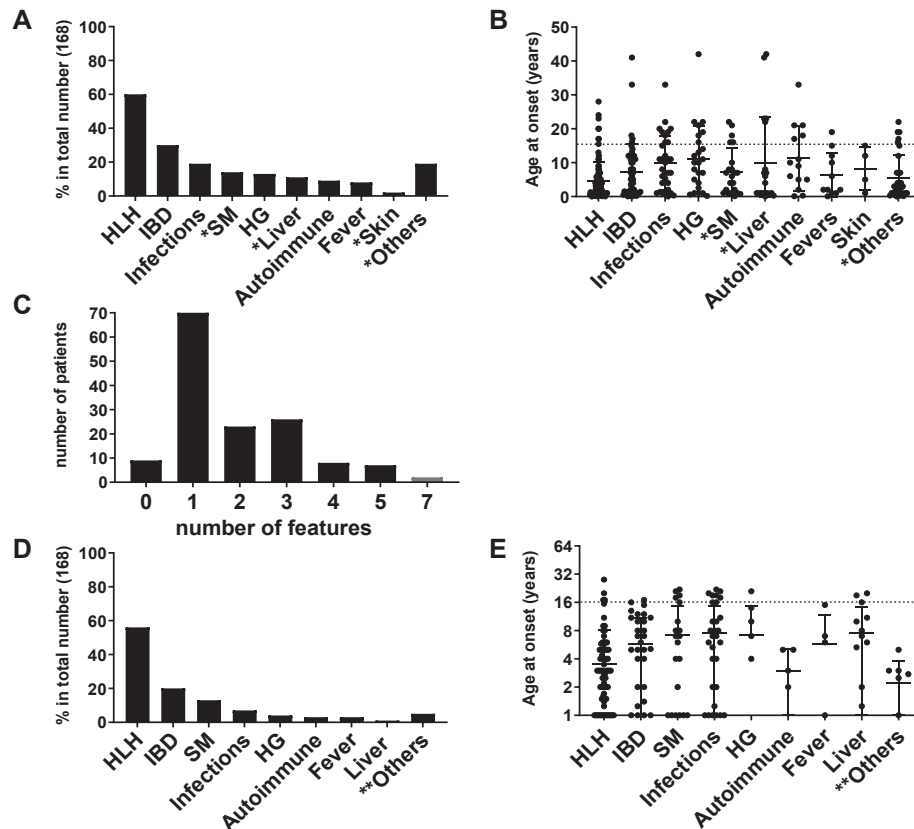 A
% in total number (168)
100
80
60
40
20
0
HLH
IBD
Infections
*SM
HG
*Liver
Autoimmune
Fever
*Skin
*Others
B
Age at onset (years)
50
40
30
20
10
0
HLH
IBD
Infections
HG
*SM
*Liver
Autoimmune
Fevers
Skin
*Others
C
number of patients
70
60
50
40
30
20
10
0
0 1 2 3 4 5 7
number of features
D
% in total number (168)
100
80
60
40
20
0
HLH
IBD
SM
Infections
HG
Autoimmune
Fever
Liver
**Others
E
Age at onset (years)
64
32
16
8
4
2
1
HLH
IBD
SM
Infections
HG
Autoimmune
Fever
Liver
**Others